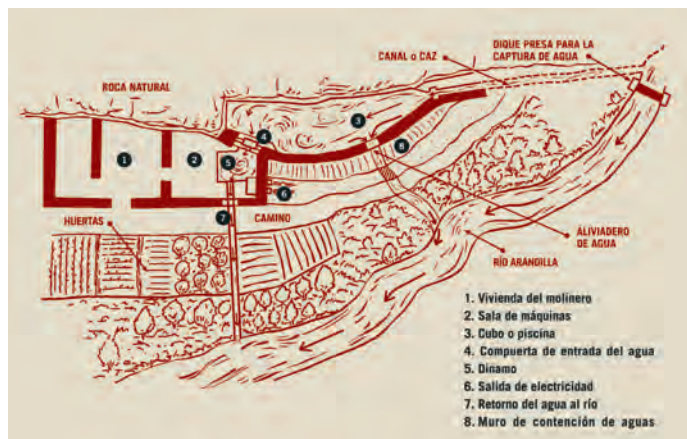 DIQUE PRESA PARA LA
CAPTURA DE AGUA
CANAL o CAZ
ROCA NATURAL
3
4
8
1
2
5
6
7
HUERTAS
CAMINO
ALIVIADERO
DE AGUA
RÍO ARANDILLA
1. Vivienda del molinero
2. Sala de máquinas
3. Cubo o piscina
4. Compuerta de entrada del agua
5. Dinamo
6. Salida de electricidad
7. Retorno del agua al río
8. Muro de contención de aguas